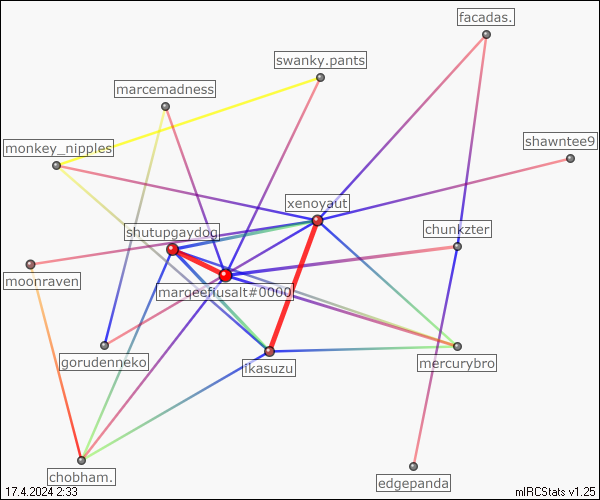 facadas.
swanky.pants
marcemadness
shawntee9
monkey_nipples
xenoyaut
chunkzter
shutupgaydog
moonraven
marqeefiusalt#0000
gorudenneko
ikasuzu
mercurybro
chobham.
edgepanda
17.4.2024 2:33
mIRCStats v1.25